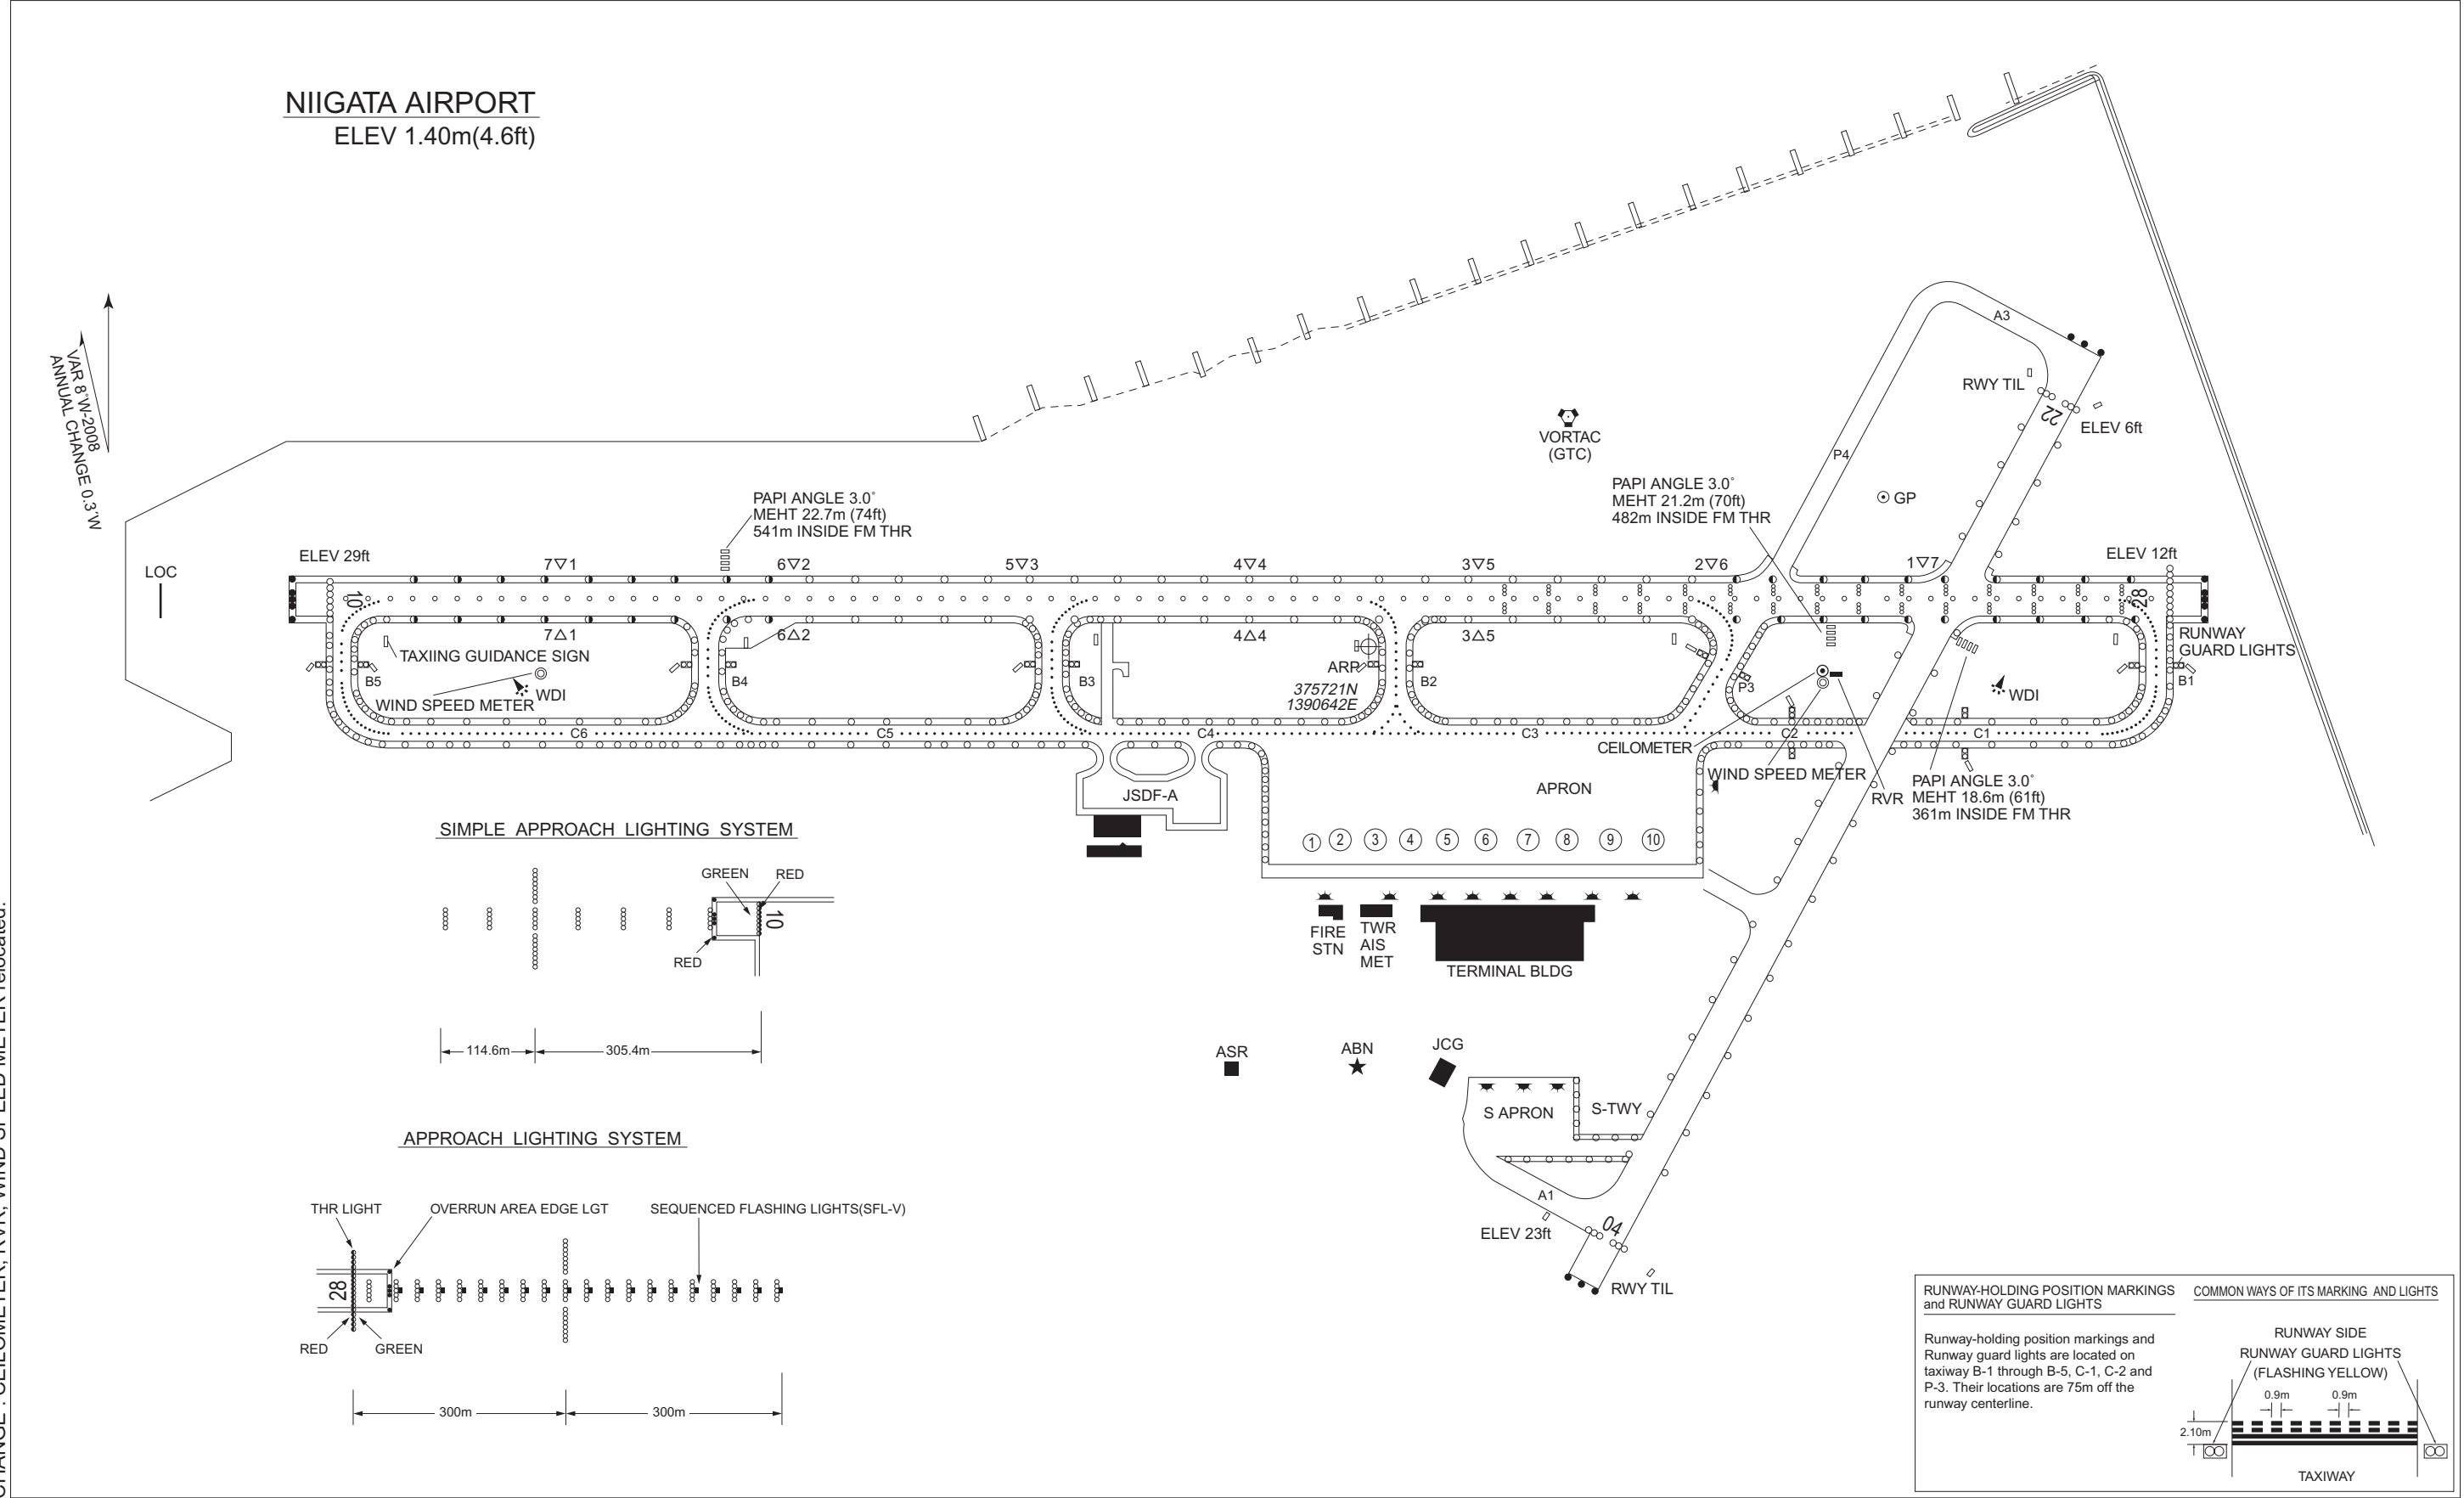 NIIGATA AIRPORT
ELEV 1.40m(4.6ft)
VAR 8˚W-2008
ANNUAL CHANGE 0.3'W
LOC
ELEV 29ft
PAPI ANGLE 3.0˚
MEHT 22.7m (74ft)
541m INSIDE FM THR
VORTAC
(GTC)
PAPI ANGLE 3.0˚
MEHT 21.2m (70ft)
482m INSIDE FM THR
A3
RWY TIL
22
ELEV 6ft
P4
GP
ELEV 12ft
7▽1
6▽2
5▽3
4▽4
3▽5
2▽6
1▽7
10
28
7△1
6△2
4△4
3△5
TAXIING GUIDANCE SIGN
B5
WDI
WIND SPEED METER
B4
B3
ARP
375721N
1390642E
B2
P3
WDI
RUNWAY
GUARD LIGHTS
B1
C6
C5
C4
C3
C2
C1
CEILOMETER
WIND SPEED METER
RVR
PAPI ANGLE 3.0˚
MEHT 18.6m (61ft)
361m INSIDE FM THR
JSDF-A
APRON
1
2
3
4
5
6
7
8
9
10
FIRE
STN
TWR
AIS
MET
TERMINAL BLDG
ASR
ABN
JCG
S APRON
S-TWY
A1
ELEV 23ft
04
RWY TIL
SIMPLE APPROACH LIGHTING SYSTEM
GREEN
RED
10
RED
114.6m
305.4m
APPROACH LIGHTING SYSTEM
THR LIGHT
OVERRUN AREA EDGE LGT
SEQUENCED FLASHING LIGHTS(SFL-V)
28
RED
GREEN
300m
300m
RUNWAY-HOLDING POSITION MARKINGS
and RUNWAY GUARD LIGHTS
Runway-holding position markings and
Runway guard lights are located on
taxiway B-1 through B-5, C-1, C-2 and
P-3. Their locations are 75m off the
runway centerline.
COMMON WAYS OF ITS MARKING AND LIGHTS
RUNWAY SIDE
RUNWAY GUARD LIGHTS
(FLASHING YELLOW)
0.9m
0.9m
2.10m
TAXIWAY
CHANGE : CEILOMETER, RVR, WIND SPEED METER relocated.